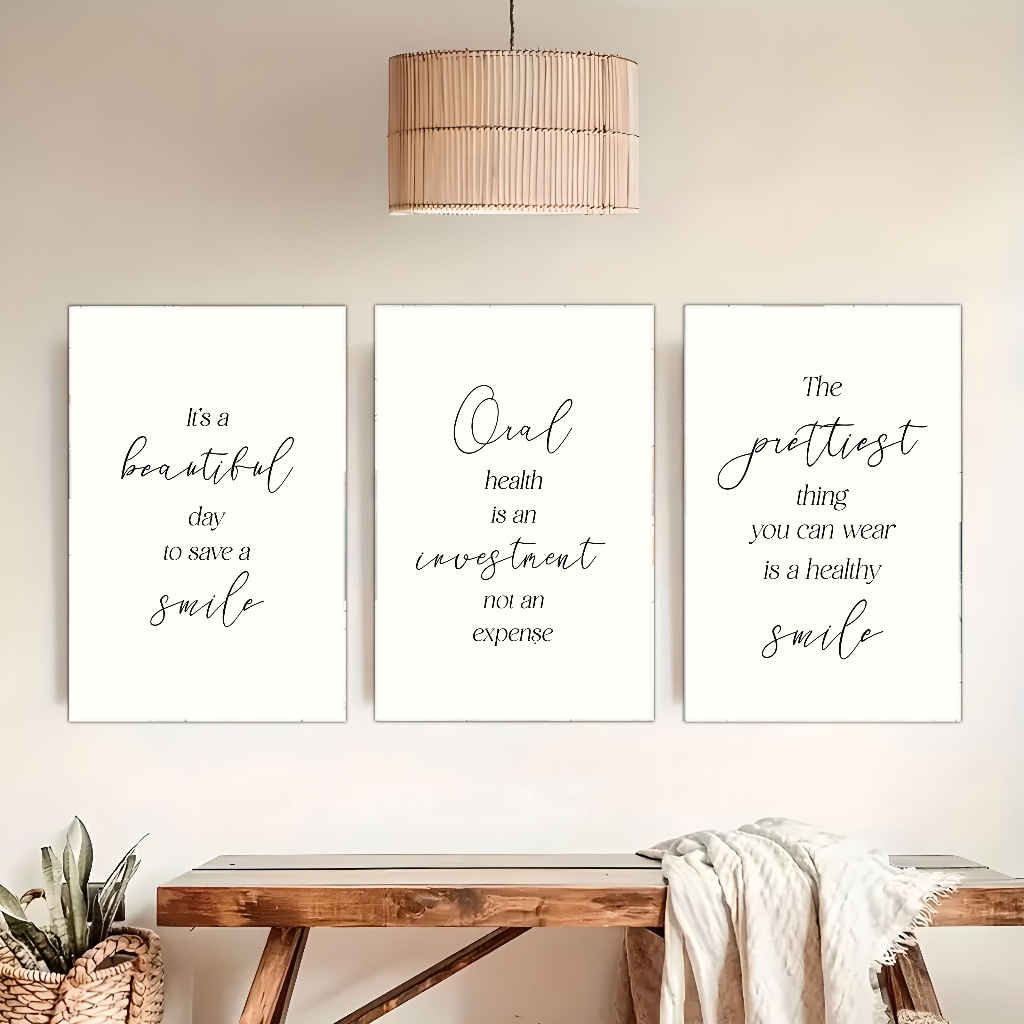 It's a
beautiful
day
to save a
smile
Oral
health
is an
investment
not an
expense
The
prettiest
thing
you can wear
is a healthy
smile